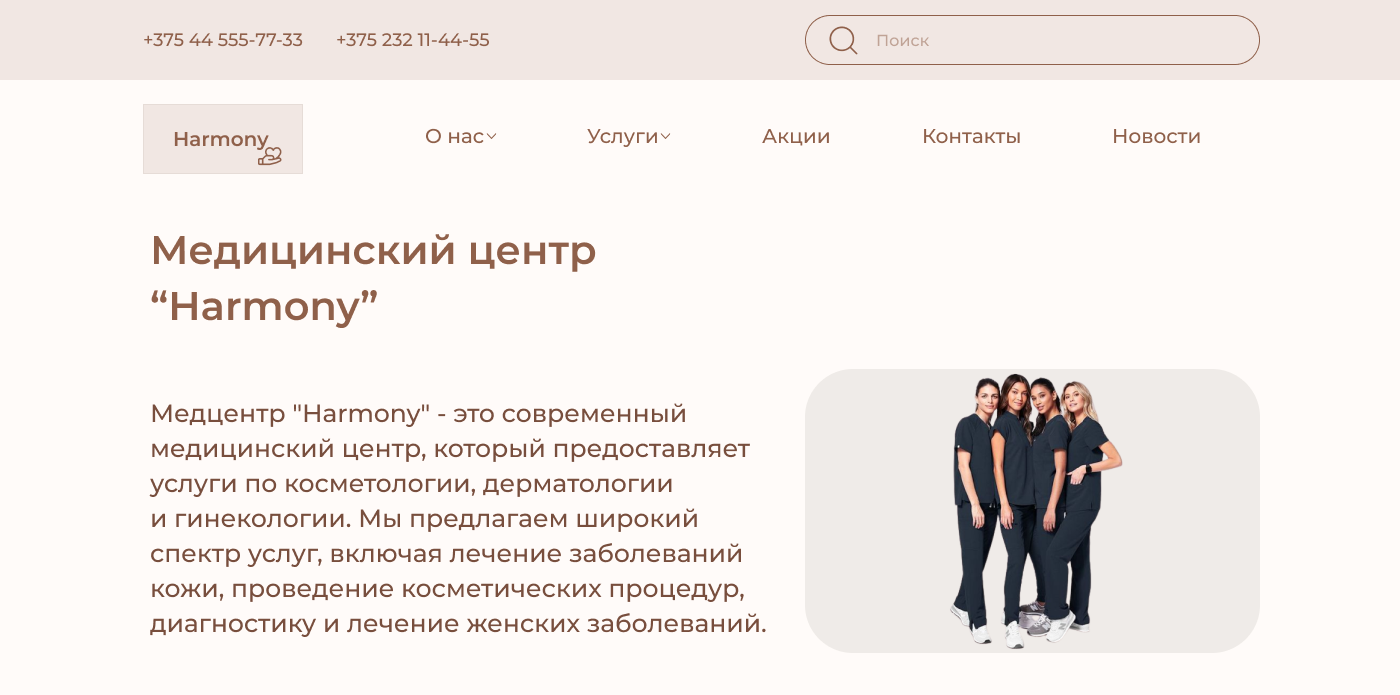 +375 44 555-77-33 +375 232 11-44-55 Поиск
Harmony О нас Услуги Акции Контакты Новости
Медицинский центр
“Harmony”
Медцентр "Harmony" - это современный
медицинский центр, который предоставляет
услуги по косметологии, дерматологии
и гинекологии. Мы предлагаем широкий
спектр услуг, включая лечение заболеваний
кожи, проведение косметических процедур,
диагностику и лечение женских заболеваний.